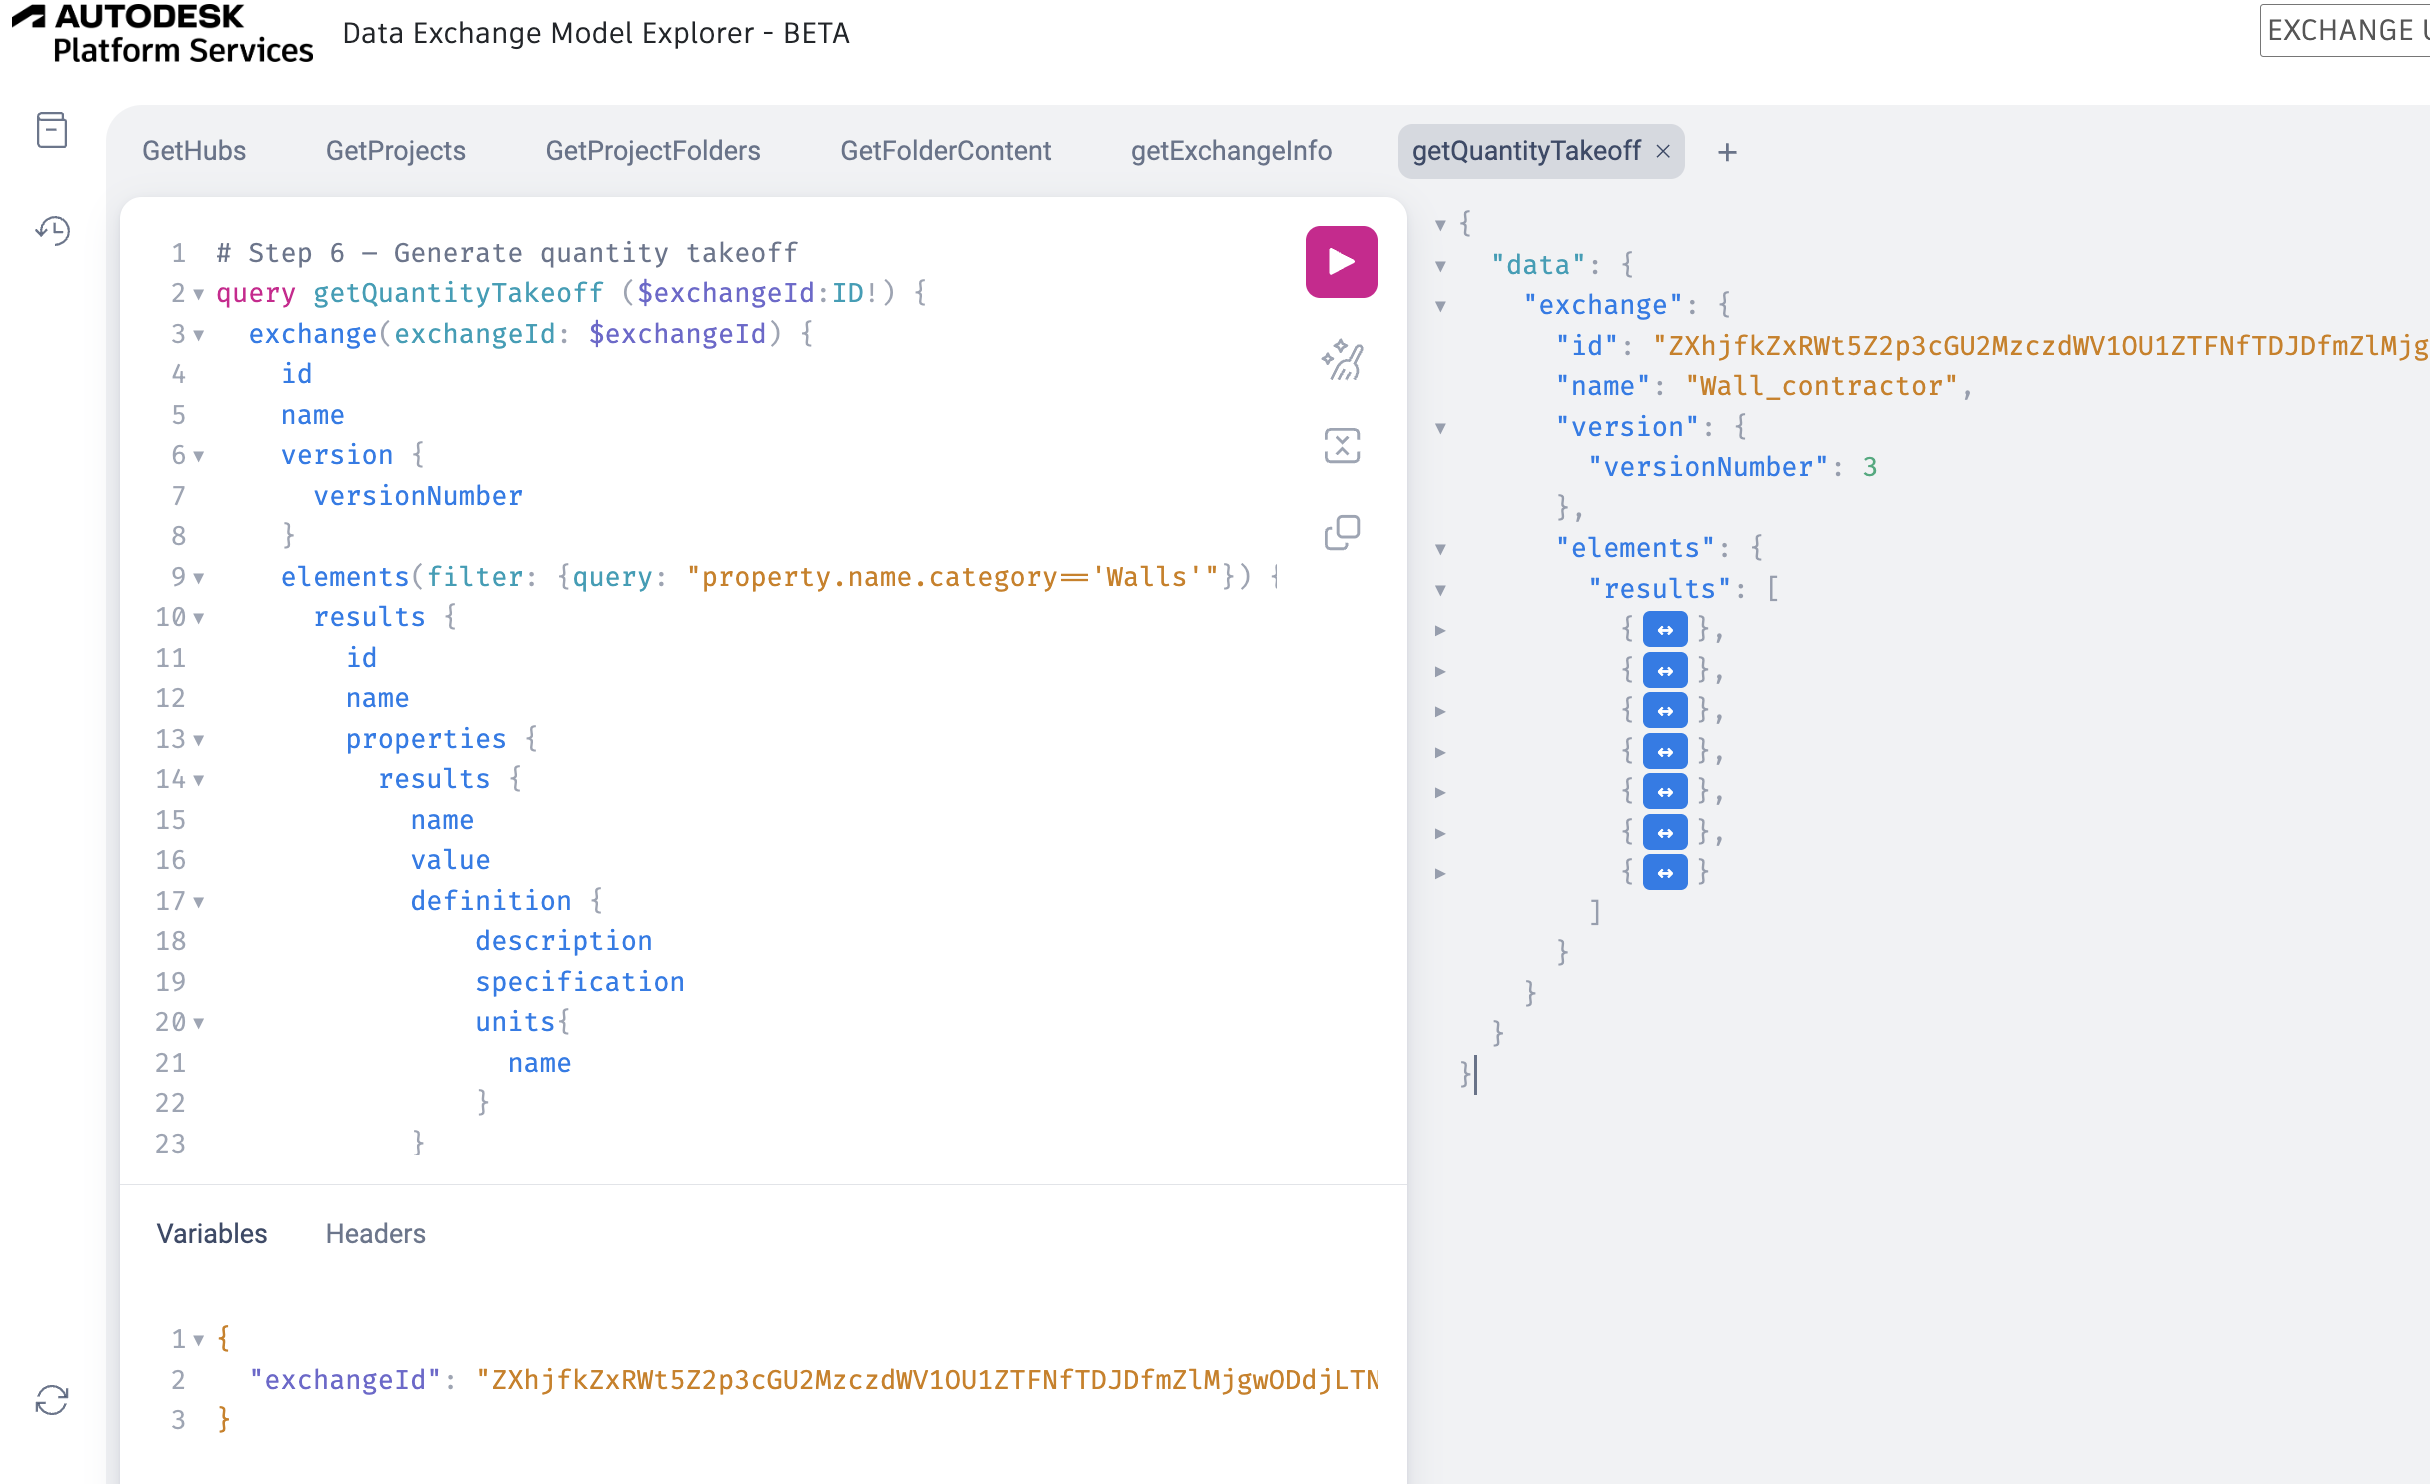 AUTODESK
Platform Services
Data Exchange Model Explorer - BETA
EXCHANGE U
GetHubs
GetProjects
GetProjectFolders
GetFolderContent
getExchangeInfo
getQuantityTakeoff
1 # Step 6 – Generate quantity takeoff
2 query getQuantityTakeoff ($exchangeId:ID!) {
3 exchange(exchangeId: $exchangeId) {
4 id
5 name
6 version {
7 versionNumber
8 }
9 elements(filter: {query: "property.name.category=='Walls'"}) {
10 results {
11 id
12 name
13 properties {
14 results {
15 name
16 value
17 definition {
18 description
19 specification
20 units{
21 name
22 }
23 }
Variables
Headers
1 {
2 "exchangeId": "ZXhjfkZxRWt5Z2p3cGU2MzczdWV1OU1ZTFNfTDJDfmZlMjgwODdjLTN
3 }
{
"data": {
"exchange": {
"id": "ZXhjfkZxRWt5Z2p3cGU2MzczdWV1OU1ZTFNfTDJDfmZlMjg
"name": "Wall_contractor",
"version": {
"versionNumber": 3
},
"elements": {
"results": [
{ ↔ },
{ ↔ },
{ ↔ },
{ ↔ },
{ ↔ },
{ ↔ },
{ ↔ }
]
}
}
}
}